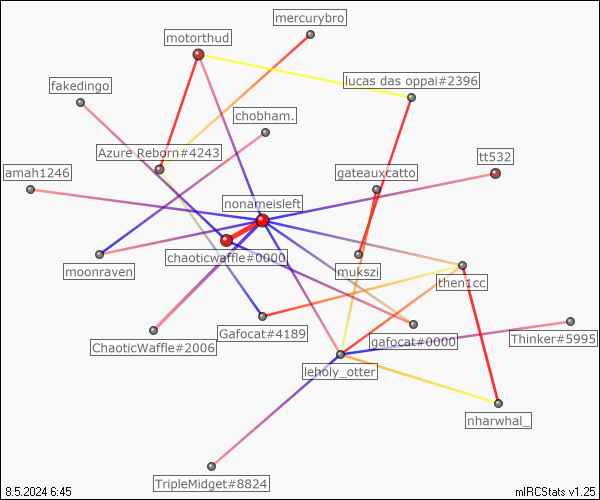 mercurybro
motorthud
lucas das oppai#2396
fakedingo
chobham.
Azure Reborn#4243
tt532
amah1246
gateauxcatto
nonameisleft
chaoticwaffle#0000
moonraven
mukszi
then1cc
Gafocat#4189
gafocat#0000
ChaoticWaffle#2006
Thinker#5995
leholy_otter
nharwhal_
TripleMidget#8824
8.5.2024 6:45
mIRCStats v1.25